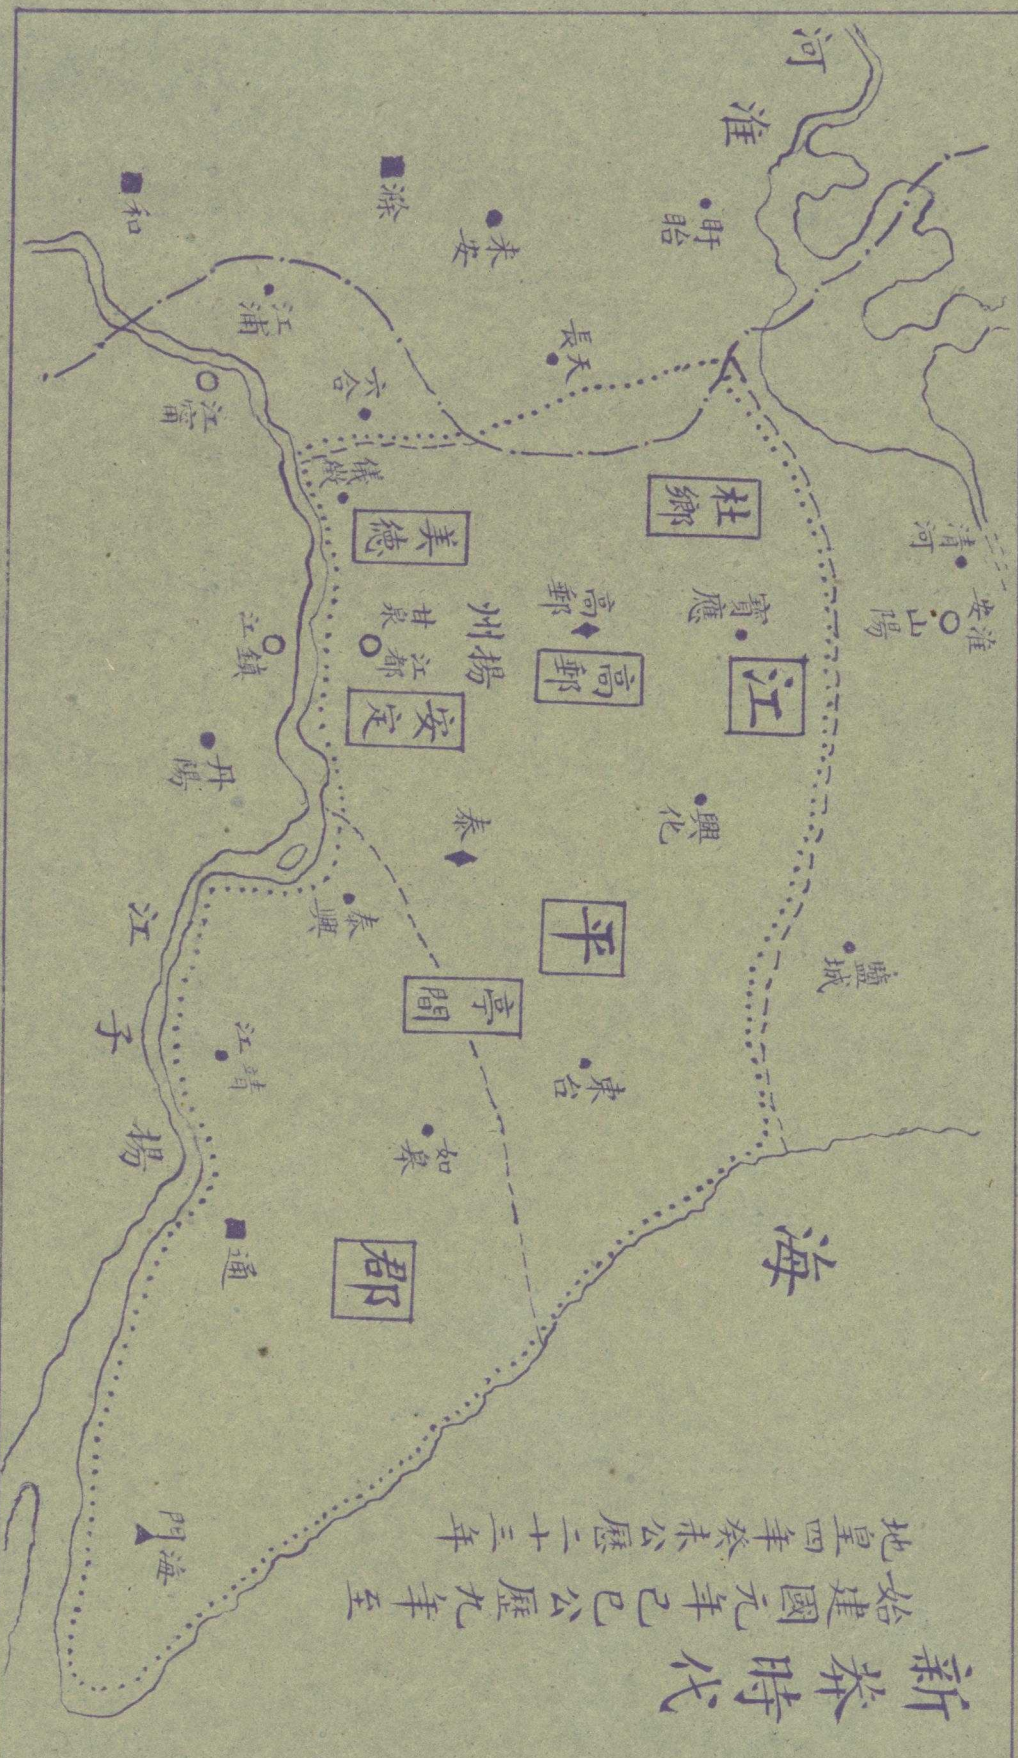 新莽時代
始建國元年己巳公歷九年至
地皇四年癸未公歷二十三年
海
江
平
郡
杜鄉
高郵
美德
安定
亭間
淮河
盱眙
來安
滁
和
江浦
六合
天長
江甯
儀徵
清河
淮安
山陽
寶應
高郵
揚州
甘泉
江都
鎮江
丹陽
興化
泰
泰興
鹽城
東台
如皋
靖江
通
海門
揚子江